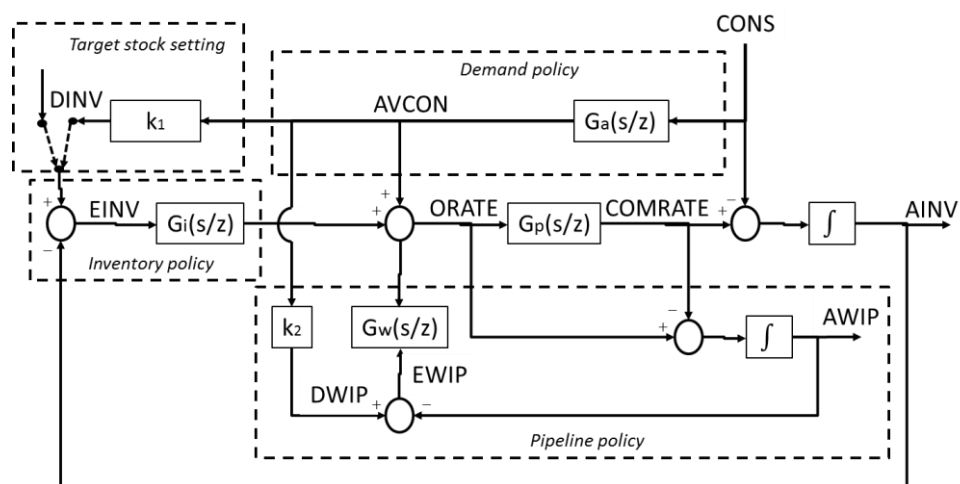 CONS
Target stock setting
Demand policy
DINV
AVCON
k1
Ga(s/z)
+
−
EINV
Gi(s/z)
Inventory policy
+
+
ORATE
Gp(s/z)
COMRATE
−
+
∫
AINV
k2
Gw(s/z)
−
+
∫
AWIP
EWIP
DWIP
+
−
Pipeline policy